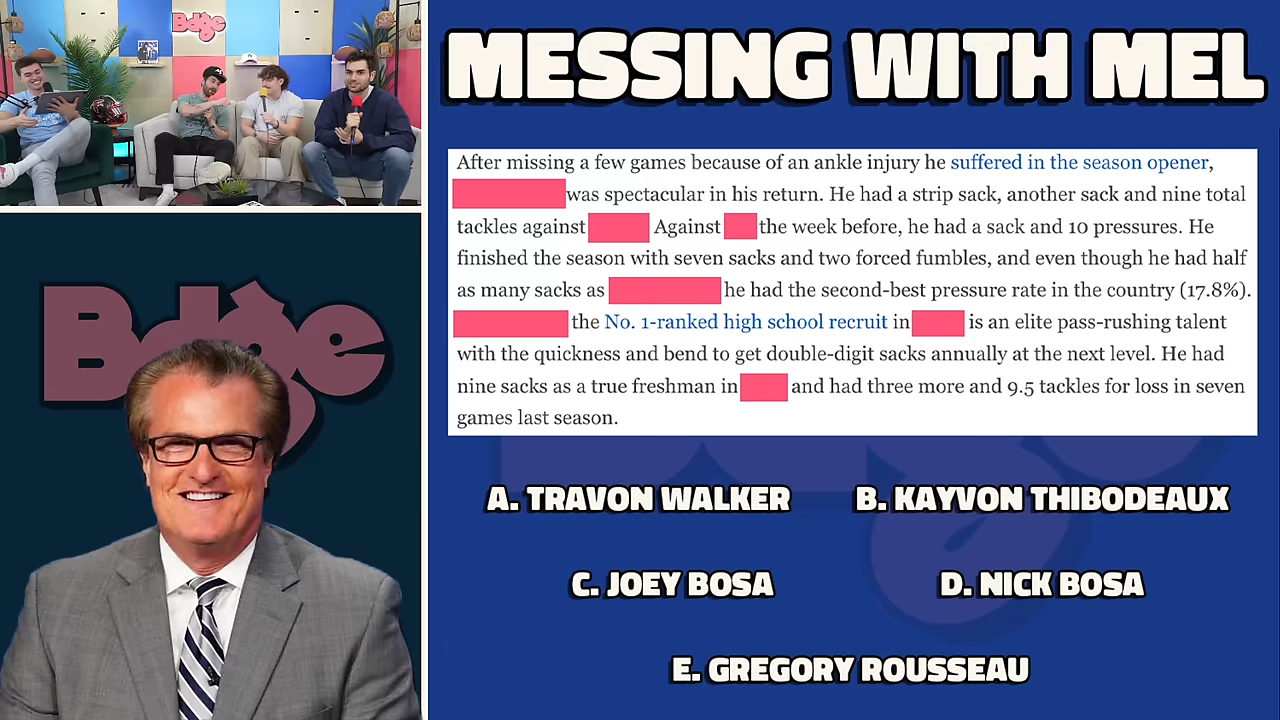 Bdge
MESSING WITH MEL
After missing a few games because of an ankle injury he suffered in the season opener,
was spectacular in his return. He had a strip sack, another sack and nine total
tackles against Against the week before, he had a sack and 10 pressures. He
finished the season with seven sacks and two forced fumbles, and even though he had half
as many sacks as he had the second-best pressure rate in the country (17.8%).
the No. 1-ranked high school recruit in is an elite pass-rushing talent
with the quickness and bend to get double-digit sacks annually at the next level. He had
nine sacks as a true freshman in and had three more and 9.5 tackles for loss in seven
games last season.
Bdge
A. TRAVON WALKER
B. KAYVON THIBODEAUX
C. JOEY BOSA
D. NICK BOSA
E. GREGORY ROUSSEAU